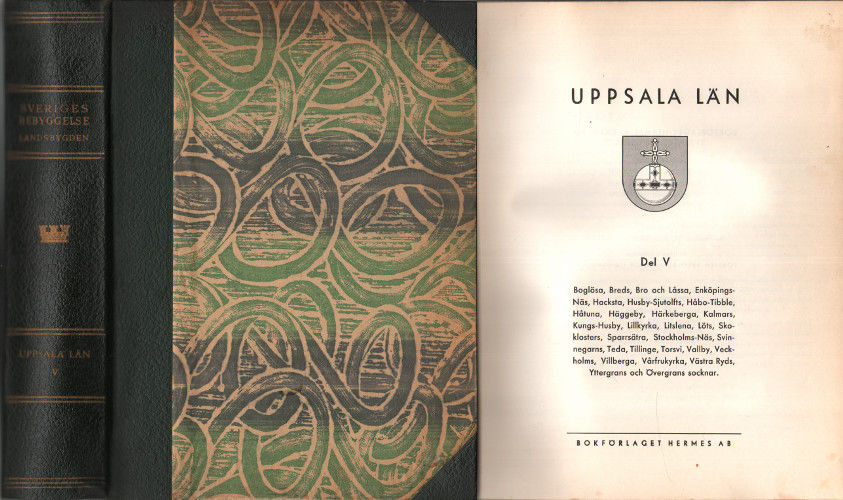 SVERIGES
BEBYGGELSE
LANDSBYGDEN
UPPSALA LÄN
V
UPPSALA LÄN
Del V
Boglösa, Breds, Bro och Låssa, Enköpings-
Näs, Hacksta, Husby-Sjutolfts, Håbo-Tibble,
Håtuna, Häggeby, Härkeberga, Kalmars,
Kungs-Husby, Lillkyrka, Litslena, Löts, Sko-
klosters, Sparrsätra, Stockholms-Näs, Svin-
negarns, Teda, Tillinge, Torsvi, Vallby, Veck-
holms, Villberga, Vårfrukyrka, Västra Ryds,
Yttergrans och Övergrans socknar.
BOKFÖRLAGET HERMES AB